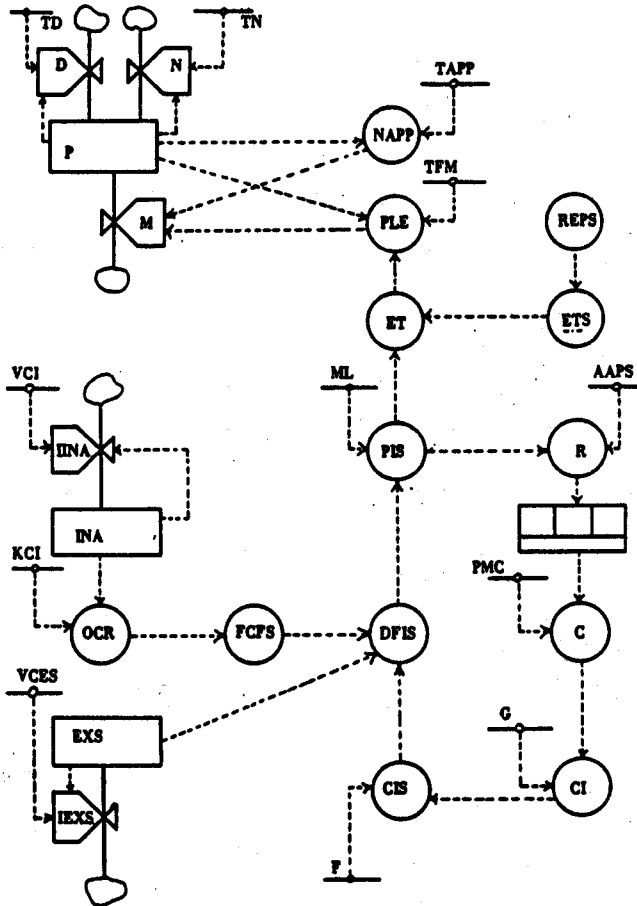 TD TN
D N TAPP
P NAPP
TFM
M PLE REPS
ET ETS
VCI ML AAPS
IINA PIS R
INA
KCI PMC
OCR FCFS DFIS C
VCES
EXS G
IEXS CIS CI
F